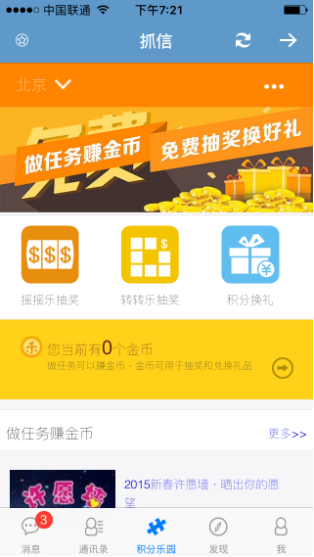 中国联通 下午7:21
抓信
北京
免费
做任务赚金币 免费抽奖换好礼
$ $ $
¥
摇摇乐抽奖 转转乐抽奖 积分换礼
乐 您当前有0个金币
做任务可以赚金币,金币可用于抽奖和兑换礼品
做任务赚金币 更多>>
许愿墙
2015新春许愿墙,晒出你的愿
望
3
消息 通讯录 积分乐园 发现 我